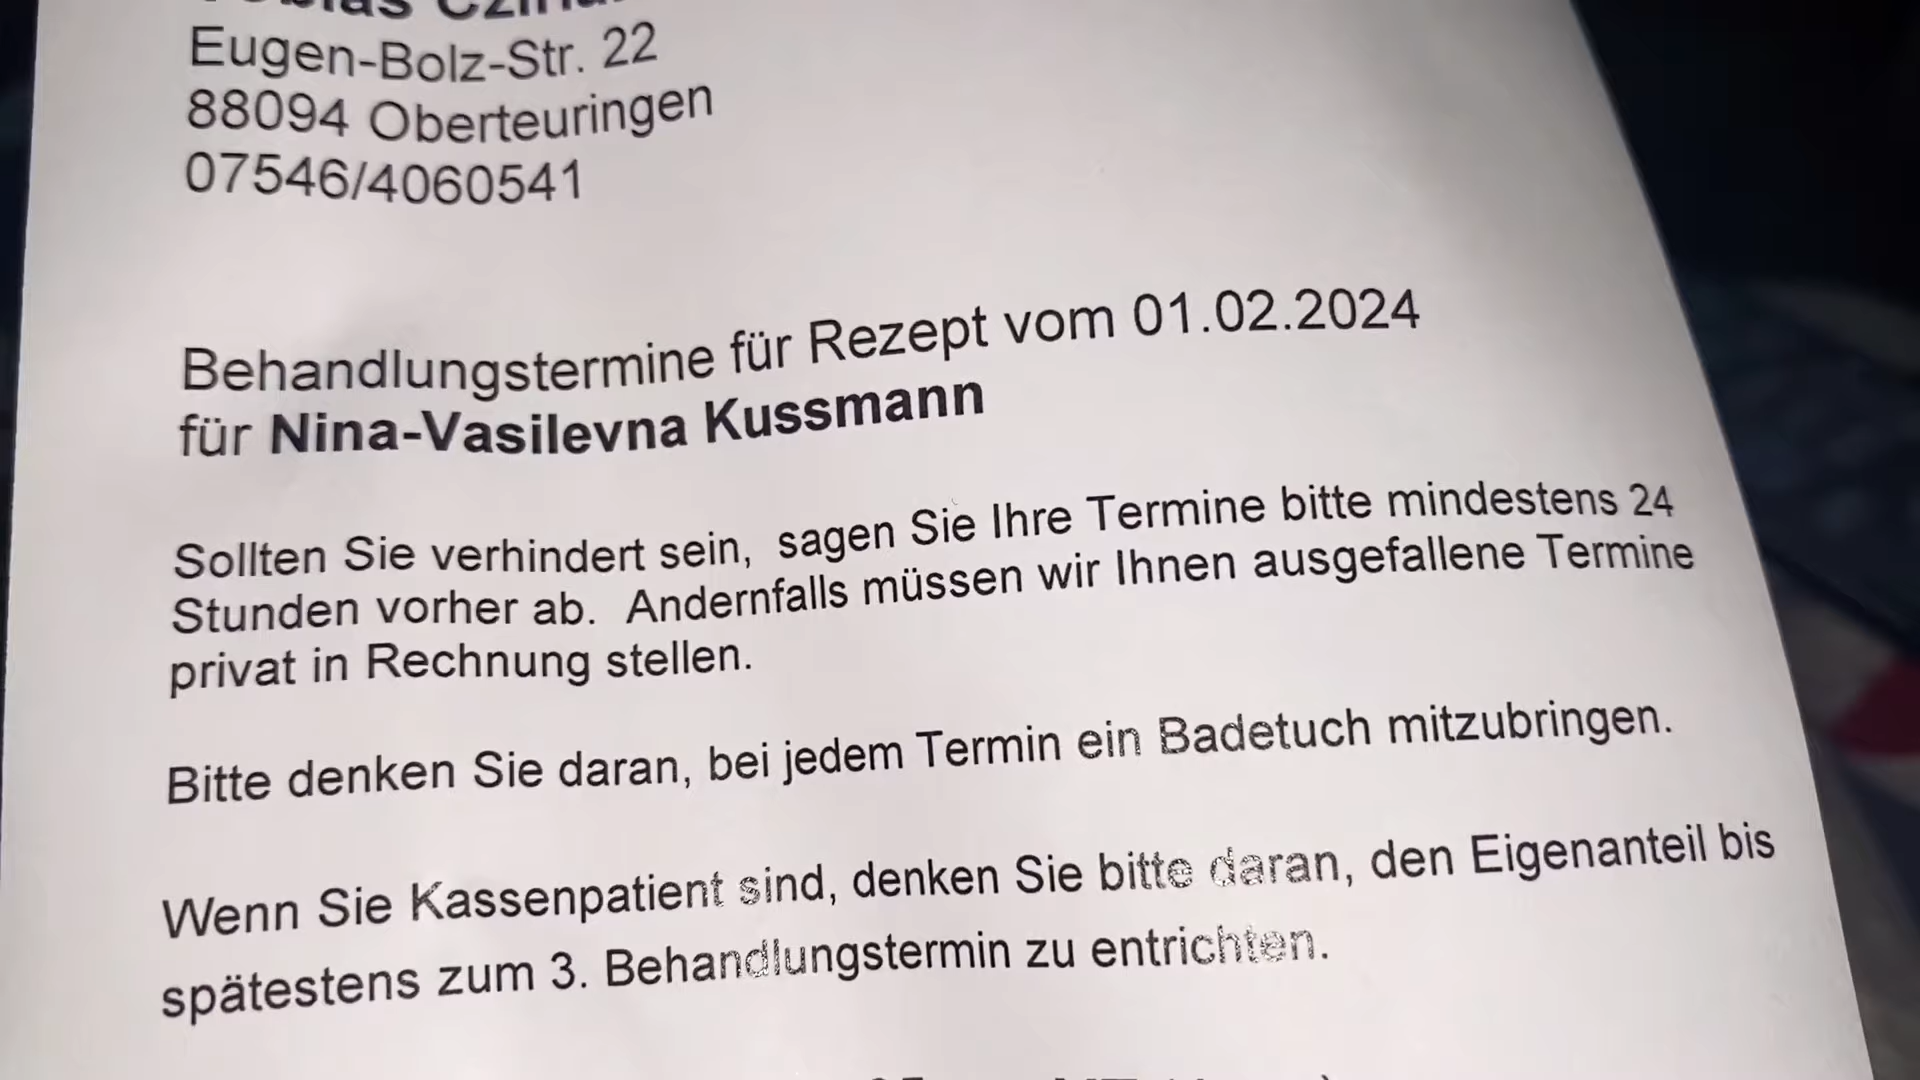 Eugen-Bolz-Str. 22
88094 Oberteuringen
07546/4060541
Behandlungstermine für Rezept vom 01.02.2024
für Nina-Vasilevna Kussmann
Sollten Sie verhindert sein, sagen Sie Ihre Termine bitte mindestens 24
Stunden vorher ab. Andernfalls müssen wir Ihnen ausgefallene Termine
privat in Rechnung stellen.
Bitte denken Sie daran, bei jedem Termin ein Badetuch mitzubringen.
Wenn Sie Kassenpatient sind, denken Sie bitte daran, den Eigenanteil bis
spätestens zum 3. Behandlungstermin zu entrichten.